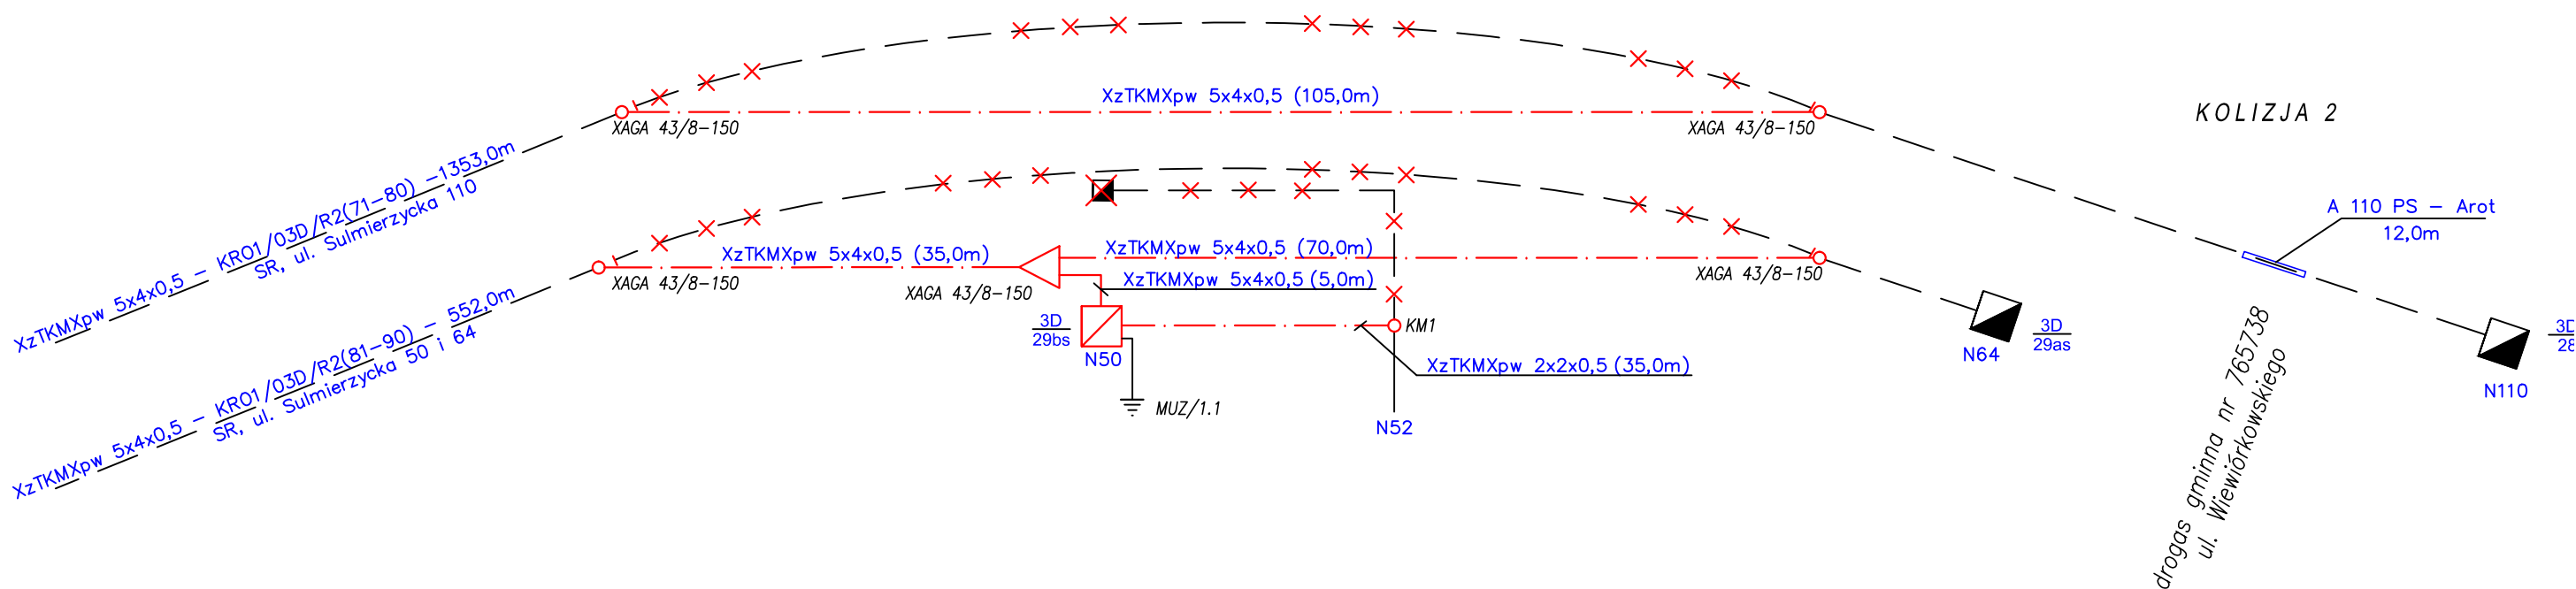 XzTKMXpw 5x4x0,5 (105,0m)
XAGA 43/8-150
XAGA 43/8-150
KOLIZJA 2
XzTKMXpw 5x4x0,5 - KR01/03D/R2(71-80) -1353,0m
SR, ul. Sulmierzycka 110
A 110 PS - Arot
12,0m
XzTKMXpw 5x4x0,5 (35,0m)
XzTKMXpw 5x4x0,5 (70,0m)
XzTKMXpw 5x4x0,5 (5,0m)
XAGA 43/8-150
XAGA 43/8-150
XAGA 43/8-150
XzTKMXpw 5x4x0,5 - KR01/03D/R2(81-90) - 552,0m
SR, ul. Sulmierzycka 50 i 64
3D
29bs
N50
KM1
XzTKMXpw 2x2x0,5 (35,0m)
MUZ/1.1
N52
N64
3D
29as
drogas gminna nr 765738
ul. Wiewiórkowskiego
N110
3D
28